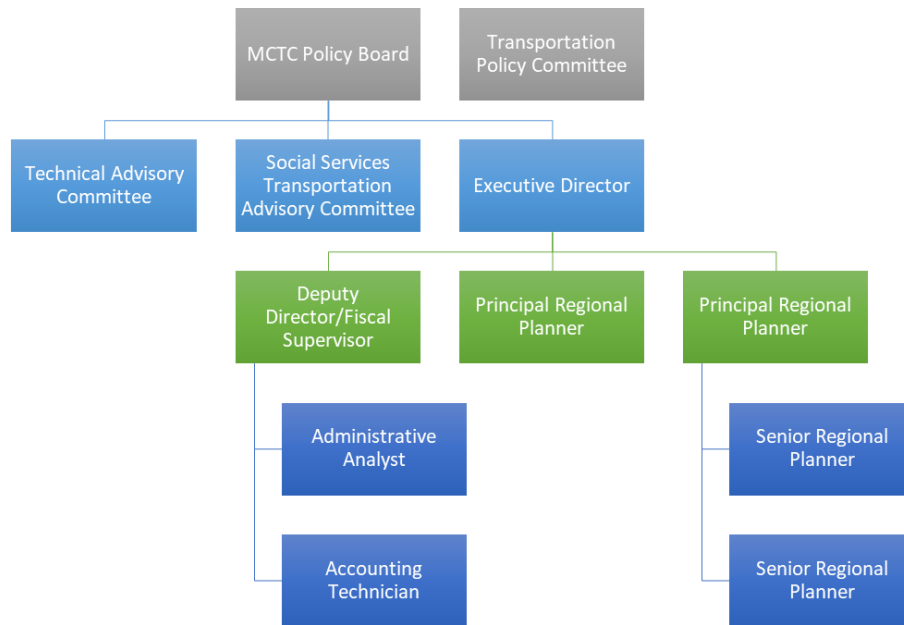 MCTC Policy Board
Transportation
Policy Committee
Technical Advisory
Committee
Social Services
Transportation
Advisory Committee
Executive Director
Deputy
Director/Fiscal
Supervisor
Principal Regional
Planner
Principal Regional
Planner
Administrative
Analyst
Senior Regional
Planner
Accounting
Technician
Senior Regional
Planner